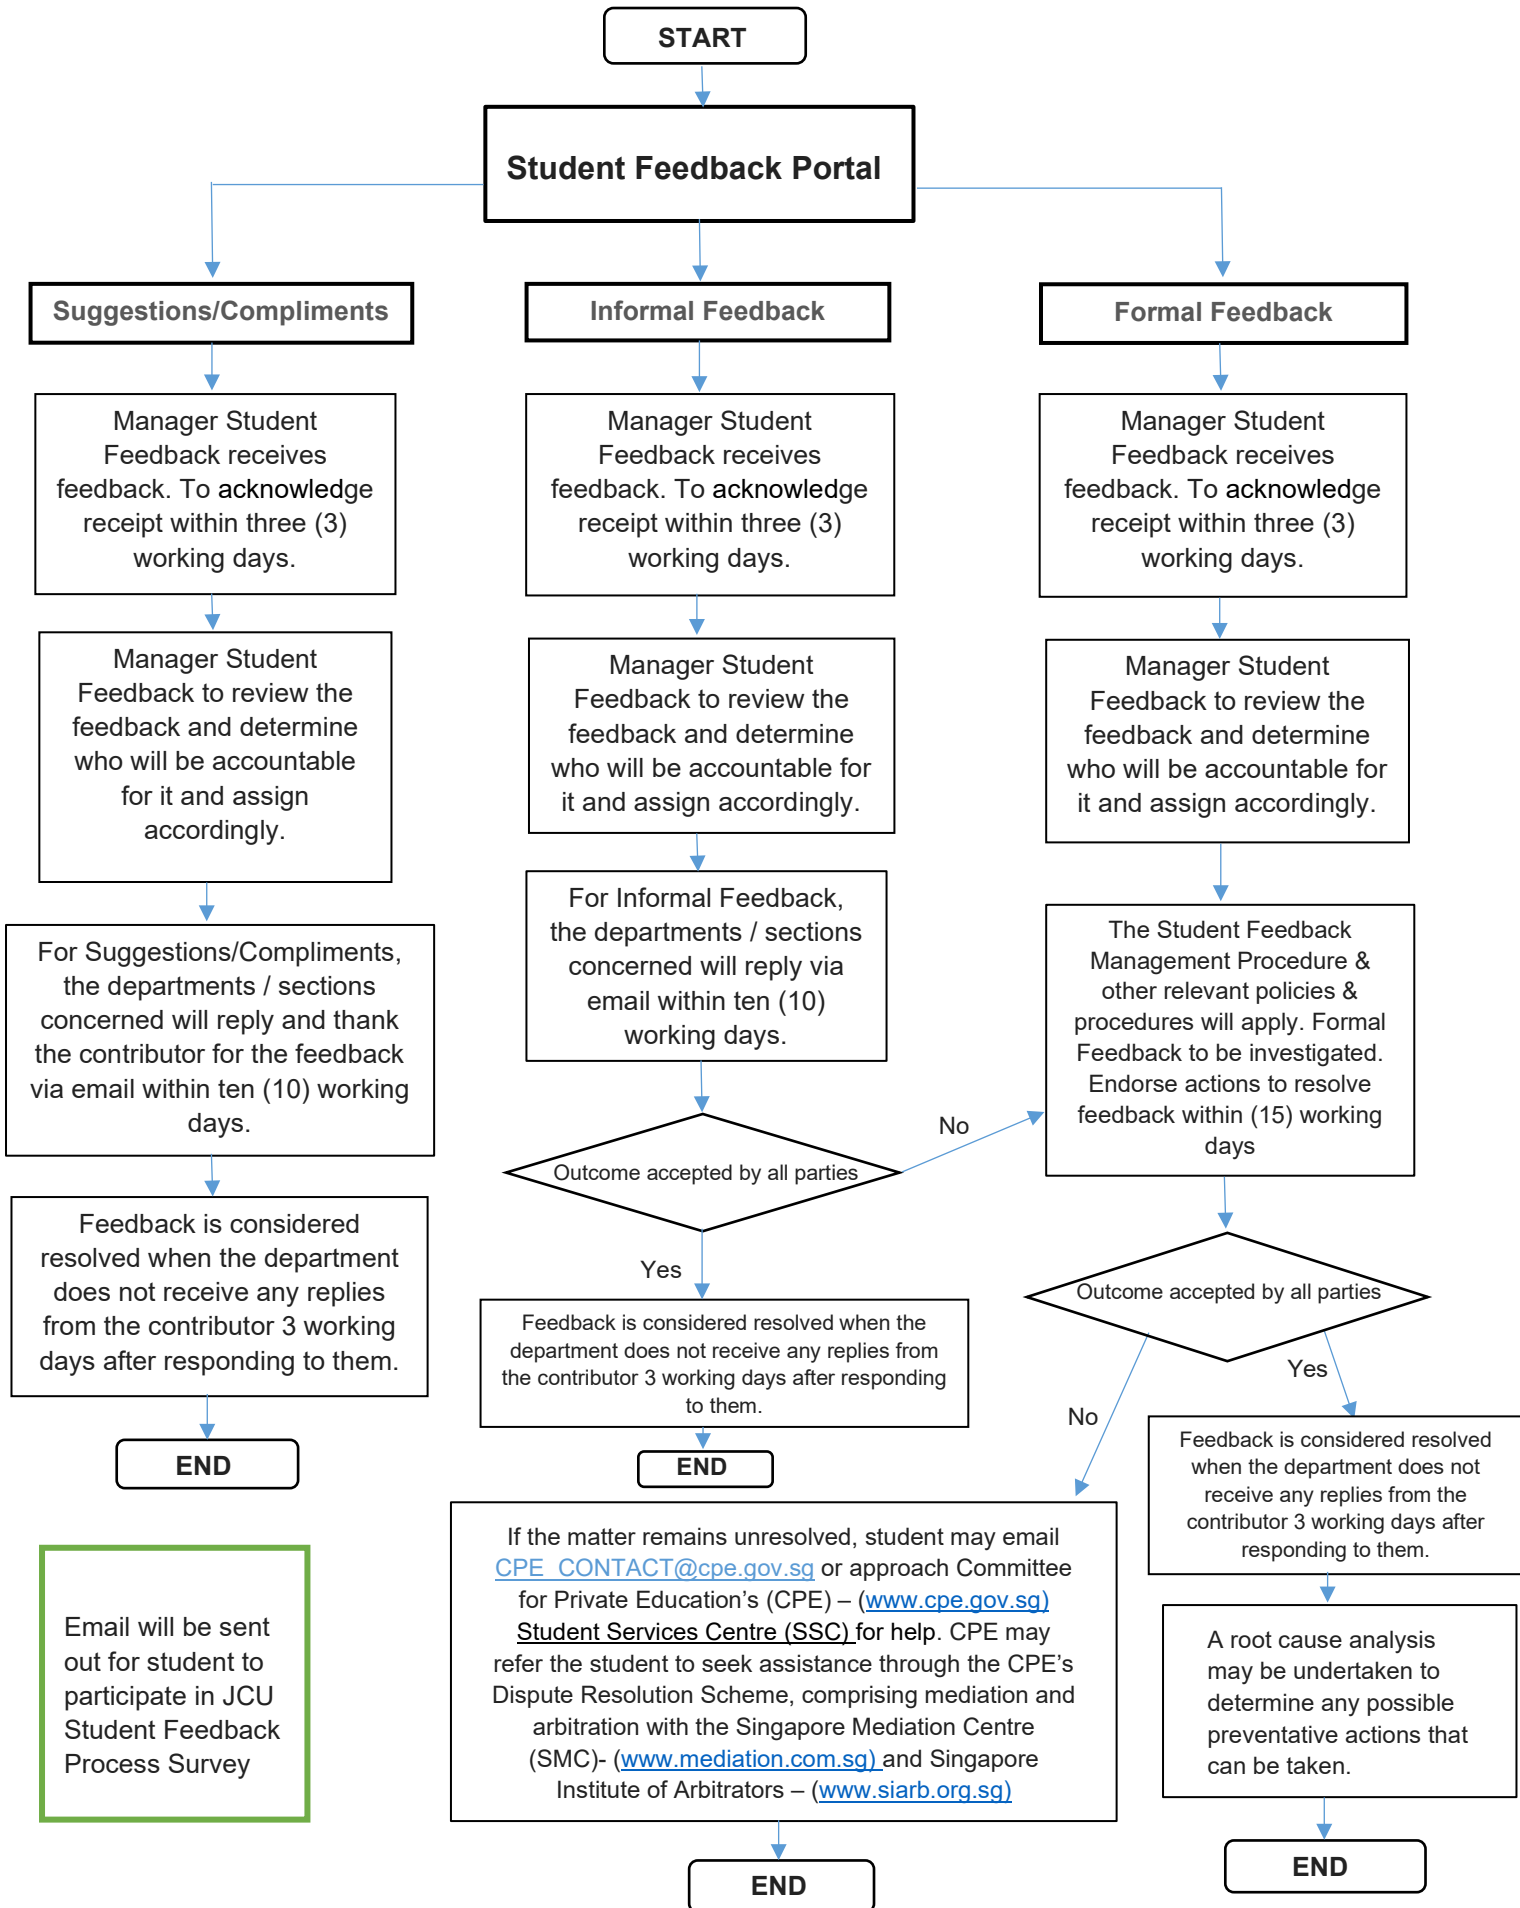 START
Student Feedback Portal
Suggestions/Compliments
Manager Student
Feedback receives
feedback. To acknowledge
receipt within three (3)
working days.
Manager Student
Feedback to review the
feedback and determine
who will be accountable
for it and assign
accordingly.
For Suggestions/Compliments,
the departments / sections
concerned will reply and thank
the contributor for the feedback
via email within ten (10) working
days.
Feedback is considered
resolved when the department
does not receive any replies
from the contributor 3 working
days after responding to them.
END
Email will be sent
out for student to
participate in JCU
Student Feedback
Process Survey
Informal Feedback
Manager Student
Feedback receives
feedback. To acknowledge
receipt within three (3)
working days.
Manager Student
Feedback to review the
feedback and determine
who will be accountable for
it and assign accordingly.
For Informal Feedback,
the departments / sections
concerned will reply via
email within ten (10)
working days.
Outcome accepted by all parties
No
Yes
Feedback is considered resolved when the
department does not receive any replies from
the contributor 3 working days after responding
to them.
END
Formal Feedback
Manager Student
Feedback receives
feedback. To acknowledge
receipt within three (3)
working days.
Manager Student
Feedback to review the
feedback and determine
who will be accountable for
it and assign accordingly.
The Student Feedback
Management Procedure &
other relevant policies &
procedures will apply. Formal
Feedback to be investigated.
Endorse actions to resolve
feedback within (15) working
days
Outcome accepted by all parties
No
Yes
If the matter remains unresolved, student may email
CPE_CONTACT@cpe.gov.sg or approach Committee
for Private Education’s (CPE) – (www.cpe.gov.sg)
Student Services Centre (SSC) for help. CPE may
refer the student to seek assistance through the CPE’s
Dispute Resolution Scheme, comprising mediation and
arbitration with the Singapore Mediation Centre
(SMC)- (www.mediation.com.sg) and Singapore
Institute of Arbitrators – (www.siarb.org.sg)
END
Feedback is considered resolved
when the department does not
receive any replies from the
contributor 3 working days after
responding to them.
A root cause analysis
may be undertaken to
determine any possible
preventative actions that
can be taken.
END